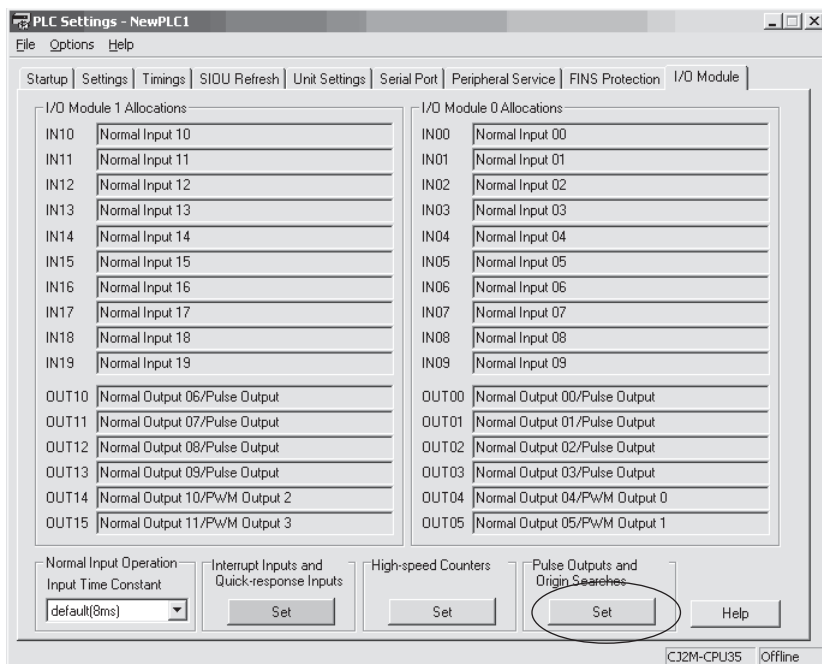 PLC Settings - NewPLC1
File Options Help
Startup Settings Timings SIOU Refresh Unit Settings Serial Port Peripheral Service FINS Protection I/O Module
I/O Module 1 Allocations
IN10 Normal Input 10
IN11 Normal Input 11
IN12 Normal Input 12
IN13 Normal Input 13
IN14 Normal Input 14
IN15 Normal Input 15
IN16 Normal Input 16
IN17 Normal Input 17
IN18 Normal Input 18
IN19 Normal Input 19
OUT10 Normal Output 06/Pulse Output
OUT11 Normal Output 07/Pulse Output
OUT12 Normal Output 08/Pulse Output
OUT13 Normal Output 09/Pulse Output
OUT14 Normal Output 10/PWM Output 2
OUT15 Normal Output 11/PWM Output 3
I/O Module 0 Allocations
IN00 Normal Input 00
IN01 Normal Input 01
IN02 Normal Input 02
IN03 Normal Input 03
IN04 Normal Input 04
IN05 Normal Input 05
IN06 Normal Input 06
IN07 Normal Input 07
IN08 Normal Input 08
IN09 Normal Input 09
OUT00 Normal Output 00/Pulse Output
OUT01 Normal Output 01/Pulse Output
OUT02 Normal Output 02/Pulse Output
OUT03 Normal Output 03/Pulse Output
OUT04 Normal Output 04/PWM Output 0
OUT05 Normal Output 05/PWM Output 1
Normal Input Operation
Input Time Constant
default(8ms)
Interrupt Inputs and
Quick-response Inputs
Set
High-speed Counters
Set
Pulse Outputs and
Origin Searches
Set
Help
CJ2M-CPU35 Offline